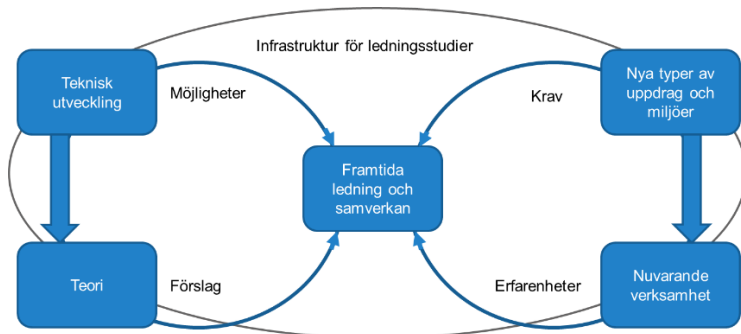 Infrastruktur för ledningsstudier
Teknisk
utveckling
Möjligheter
Krav
Nya typer av
uppdrag och
miljöer
Framtida
ledning och
samverkan
Teori
Förslag
Erfarenheter
Nuvarande
verksamhet